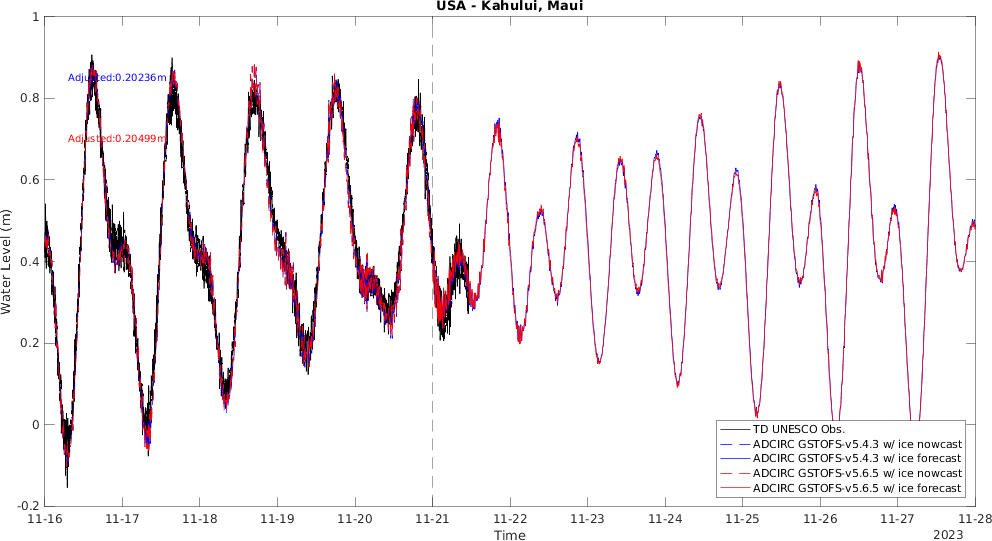 USA - Kahului, Maui
Water Level (m)
1
0.8
0.6
0.4
0.2
0
-0.2
Adjusted:0.20236m
Adjusted:0.20499m
TD UNESCO Obs.
ADCIRC GSTOFS-v5.4.3 w/ ice nowcast
ADCIRC GSTOFS-v5.4.3 w/ ice forecast
ADCIRC GSTOFS-v5.6.5 w/ ice nowcast
ADCIRC GSTOFS-v5.6.5 w/ ice forecast
11-16 11-17 11-18 11-19 11-20 11-21 11-22 11-23 11-24 11-25 11-26 11-27 11-28
Time
2023